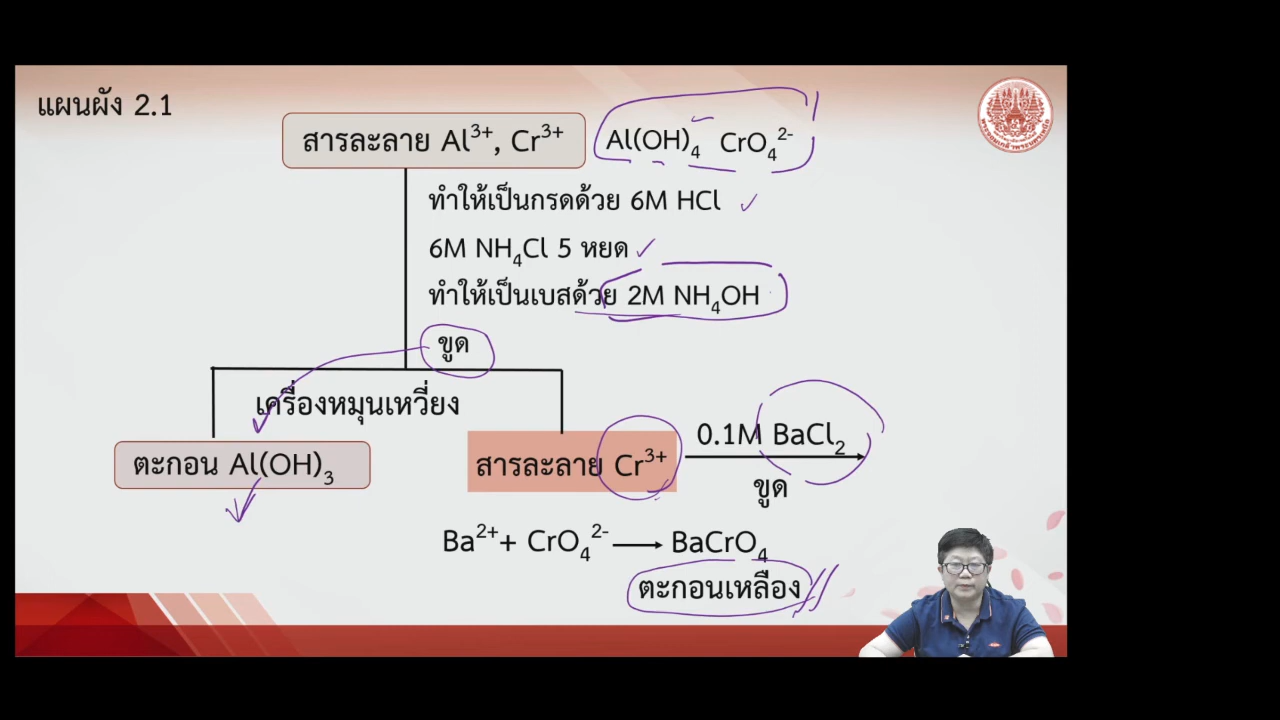 แผนผัง 2.1
สารละลาย Al³⁺, Cr³⁺ Al(OH)₄⁻ CrO₄²⁻
ทำให้เป็นกรดด้วย 6M HCl
6M NH₄Cl 5 หยด
ทำให้เป็นเบสด้วย 2M NH₄OH
ขูด
เครื่องหมุนเหวี่ยง
ตะกอน Al(OH)₃
สารละลาย Cr³⁺
0.1M BaCl₂
ขูด
Ba²⁺+ CrO₄²⁻ → BaCrO₄
ตะกอนเหลือง